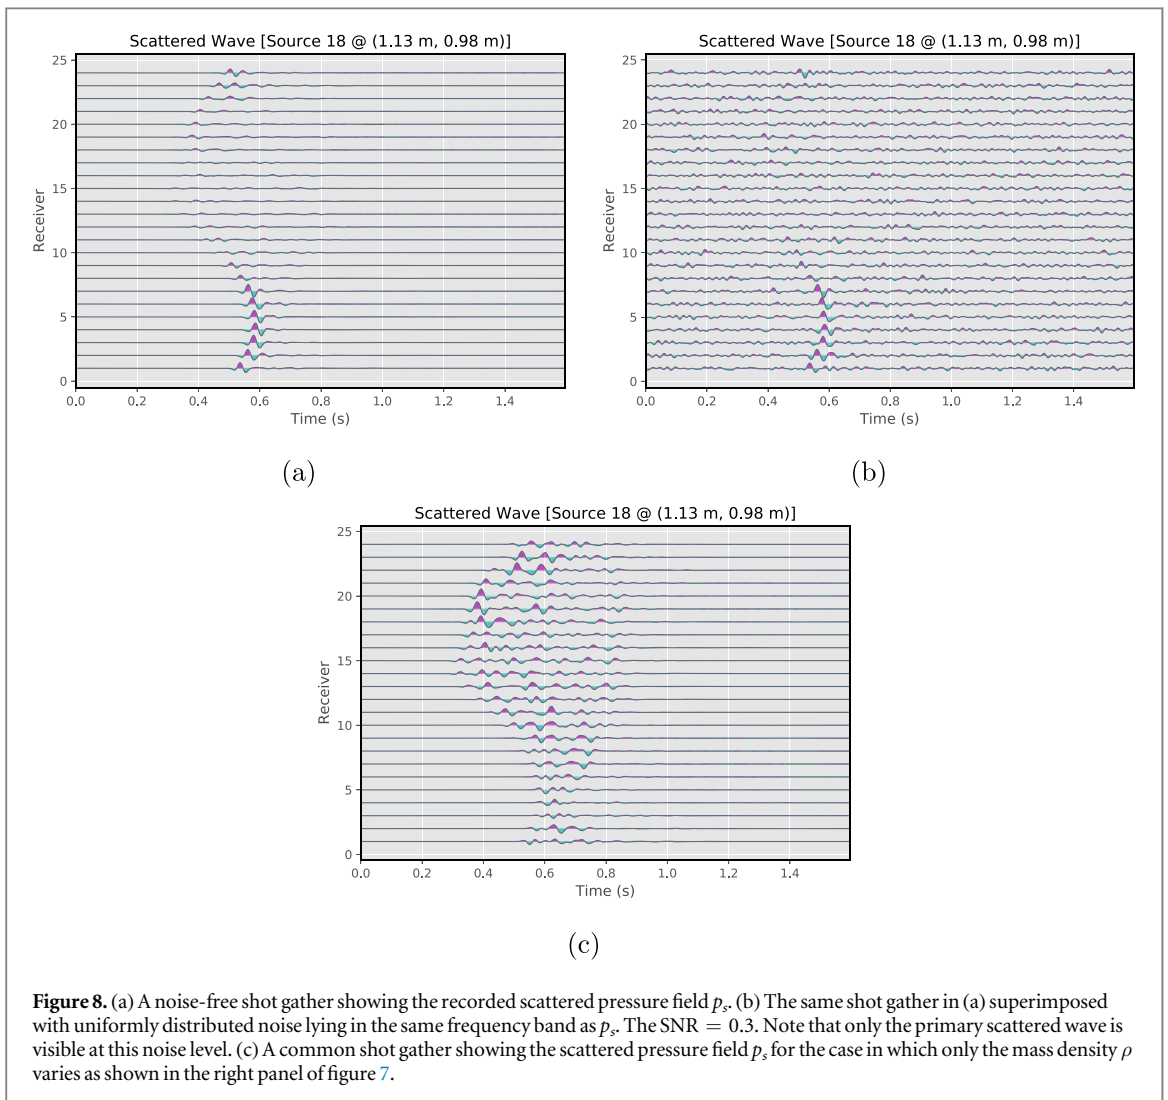 Scattered Wave [Source 18 @ (1.13 m, 0.98 m)]
25
20
15
10
5
0
Receiver
0.0 0.2 0.4 0.6 0.8 1.0 1.2 1.4
Time (s)
(a)
Scattered Wave [Source 18 @ (1.13 m, 0.98 m)]
25
20
15
10
5
0
Receiver
0.0 0.2 0.4 0.6 0.8 1.0 1.2 1.4
Time (s)
(b)
Scattered Wave [Source 18 @ (1.13 m, 0.98 m)]
25
20
15
10
5
0
Receiver
0.0 0.2 0.4 0.6 0.8 1.0 1.2 1.4
Time (s)
(c)
Figure 8. (a) A noise-free shot gather showing the recorded scattered pressure field pₛ. (b) The same shot gather in (a) superimposed
with uniformly distributed noise lying in the same frequency band as pₛ. The SNR = 0.3. Note that only the primary scattered wave is
visible at this noise level. (c) A common shot gather showing the scattered pressure field pₛ for the case in which only the mass density ρ
varies as shown in the right panel of figure 7.